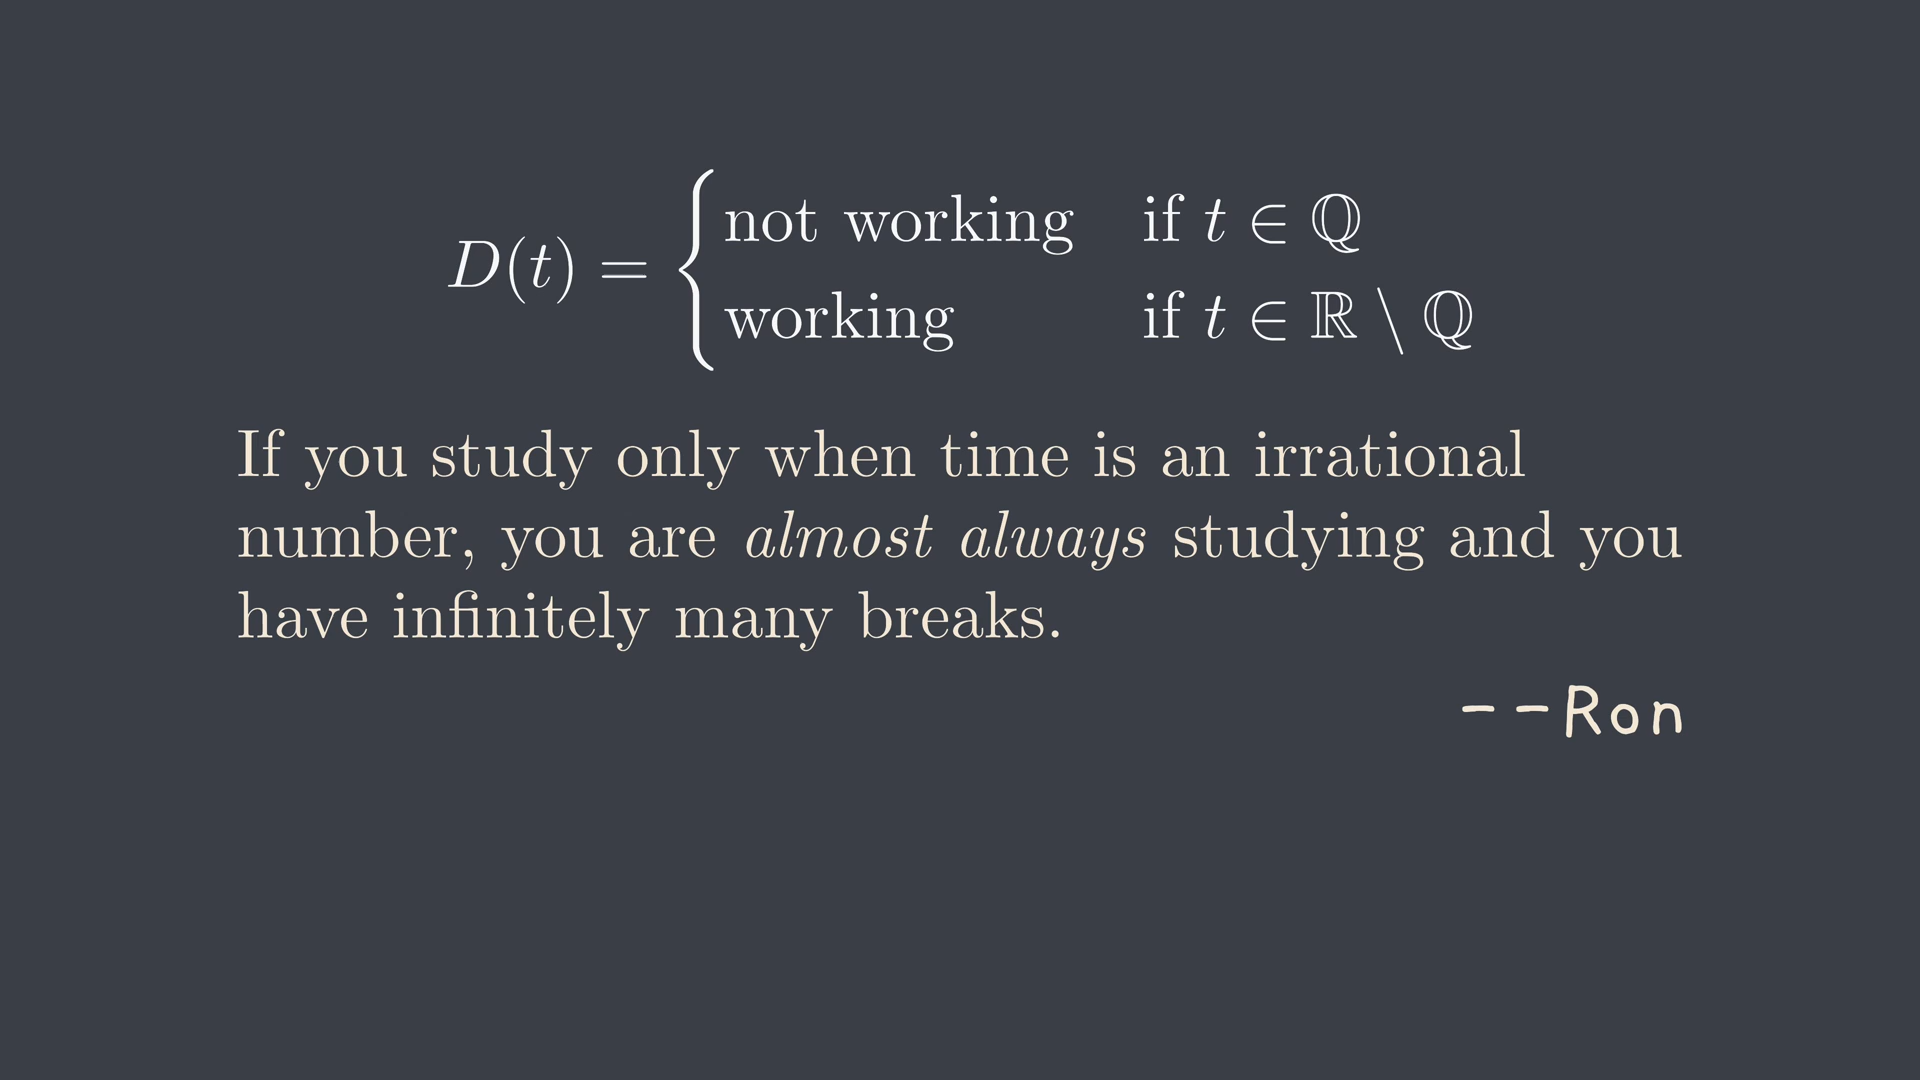 D(t) = { not working if t ∈ ℚ
working if t ∈ ℝ \ ℚ
If you study only when time is an irrational
number, you are almost always studying and you
have infinitely many breaks.
--Ron